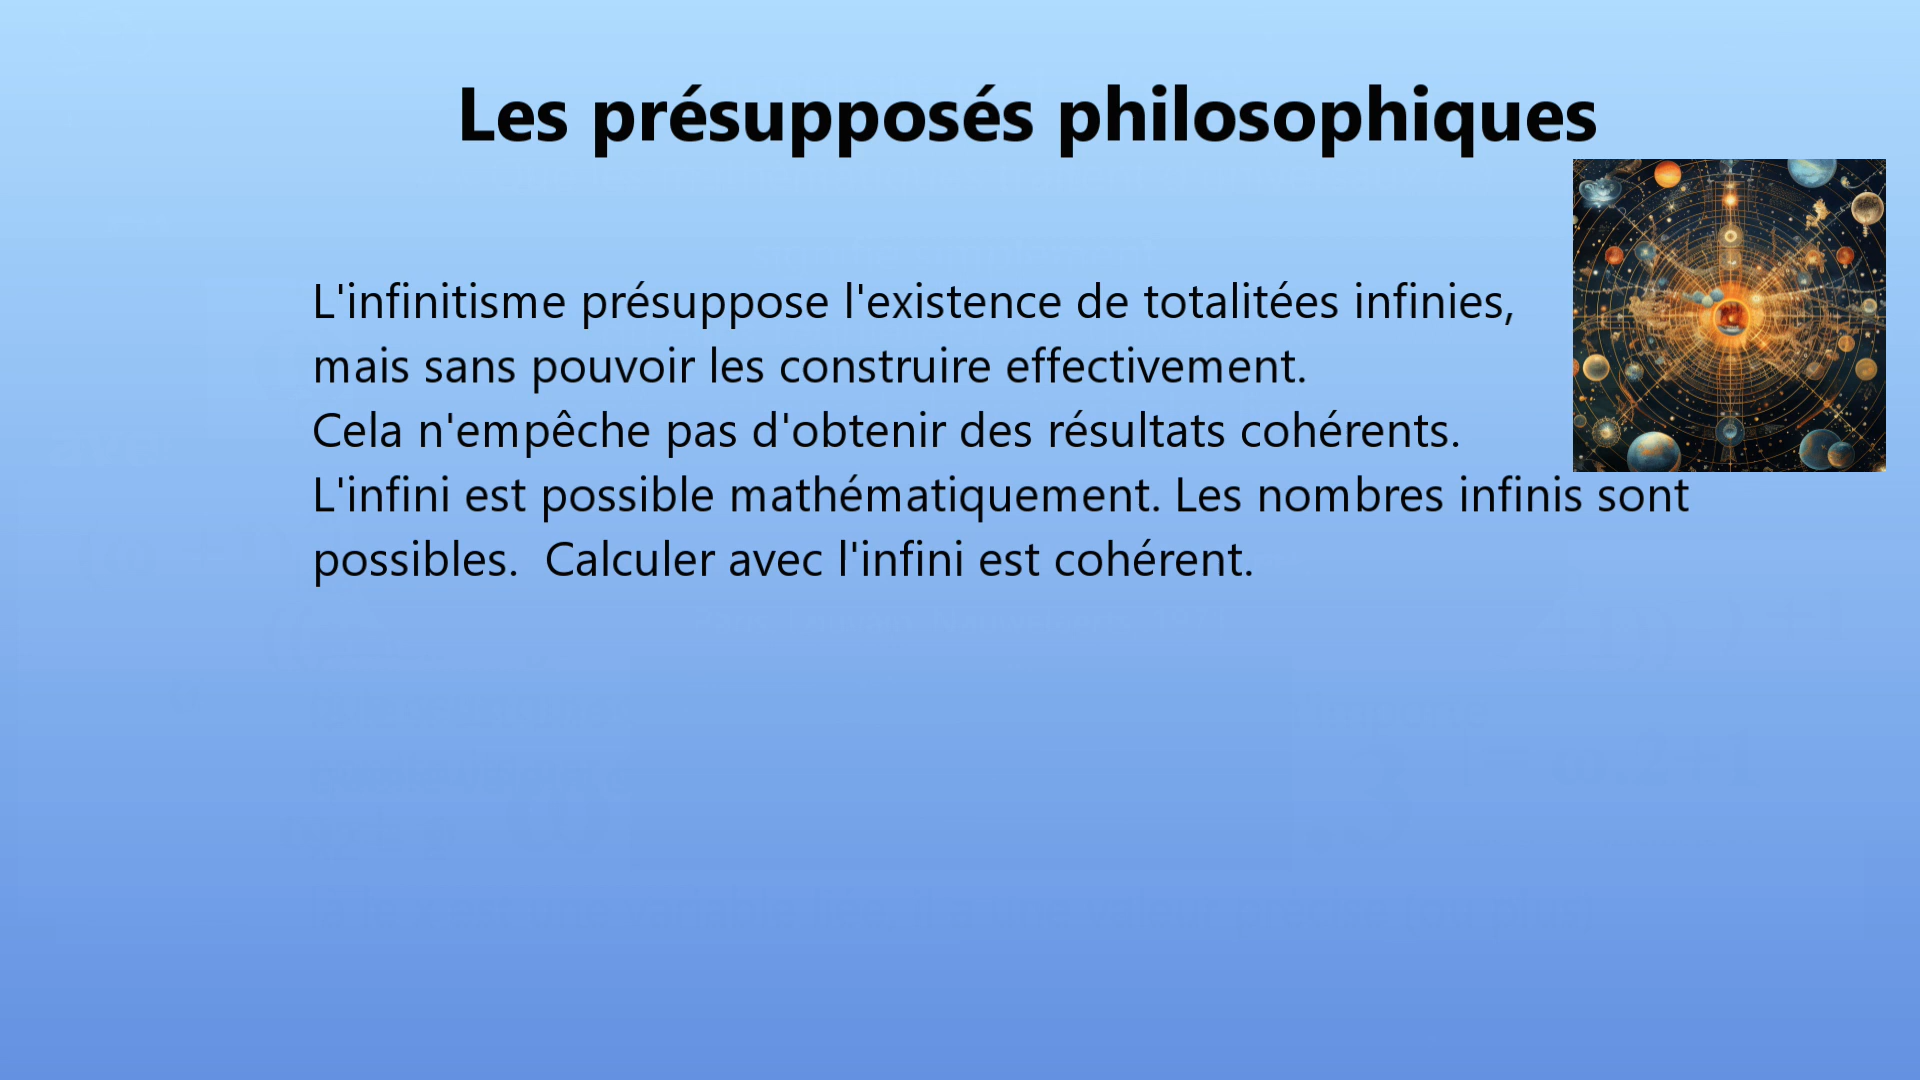 Les présupposés philosophiques
L'infinitisme présuppose l'existence de totalitées infinies,
mais sans pouvoir les construire effectivement.
Cela n'empêche pas d'obtenir des résultats cohérents.
L'infini est possible mathématiquement. Les nombres infinis sont
possibles.  Calculer avec l'infini est cohérent.